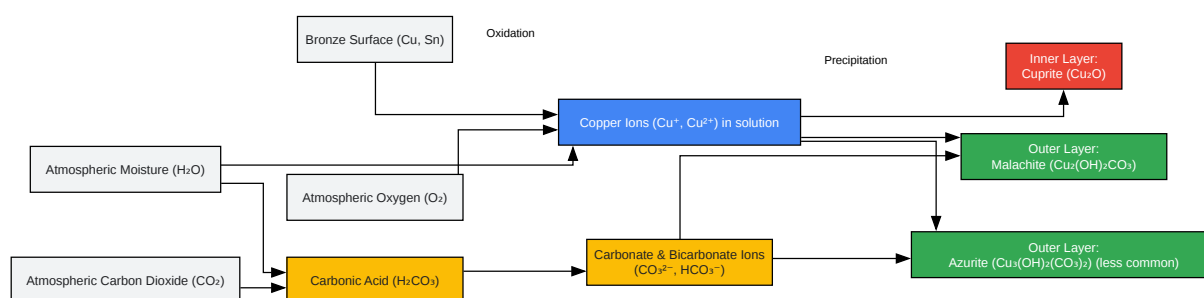 Bronze Surface (Cu, Sn)
Oxidation
Precipitation
Inner Layer:
Cuprite (Cu₂O)
Copper Ions (Cu⁺, Cu²⁺) in solution
Atmospheric Moisture (H₂O)
Atmospheric Oxygen (O₂)
Outer Layer:
Malachite (Cu₂(OH)₂CO₃)
Carbonate & Bicarbonate Ions
(CO₃²⁻, HCO₃⁻)
Outer Layer:
Azurite (Cu₃(OH)₂(CO₃)₂) (less common)
Atmospheric Carbon Dioxide (CO₂)
Carbonic Acid (H₂CO₃)